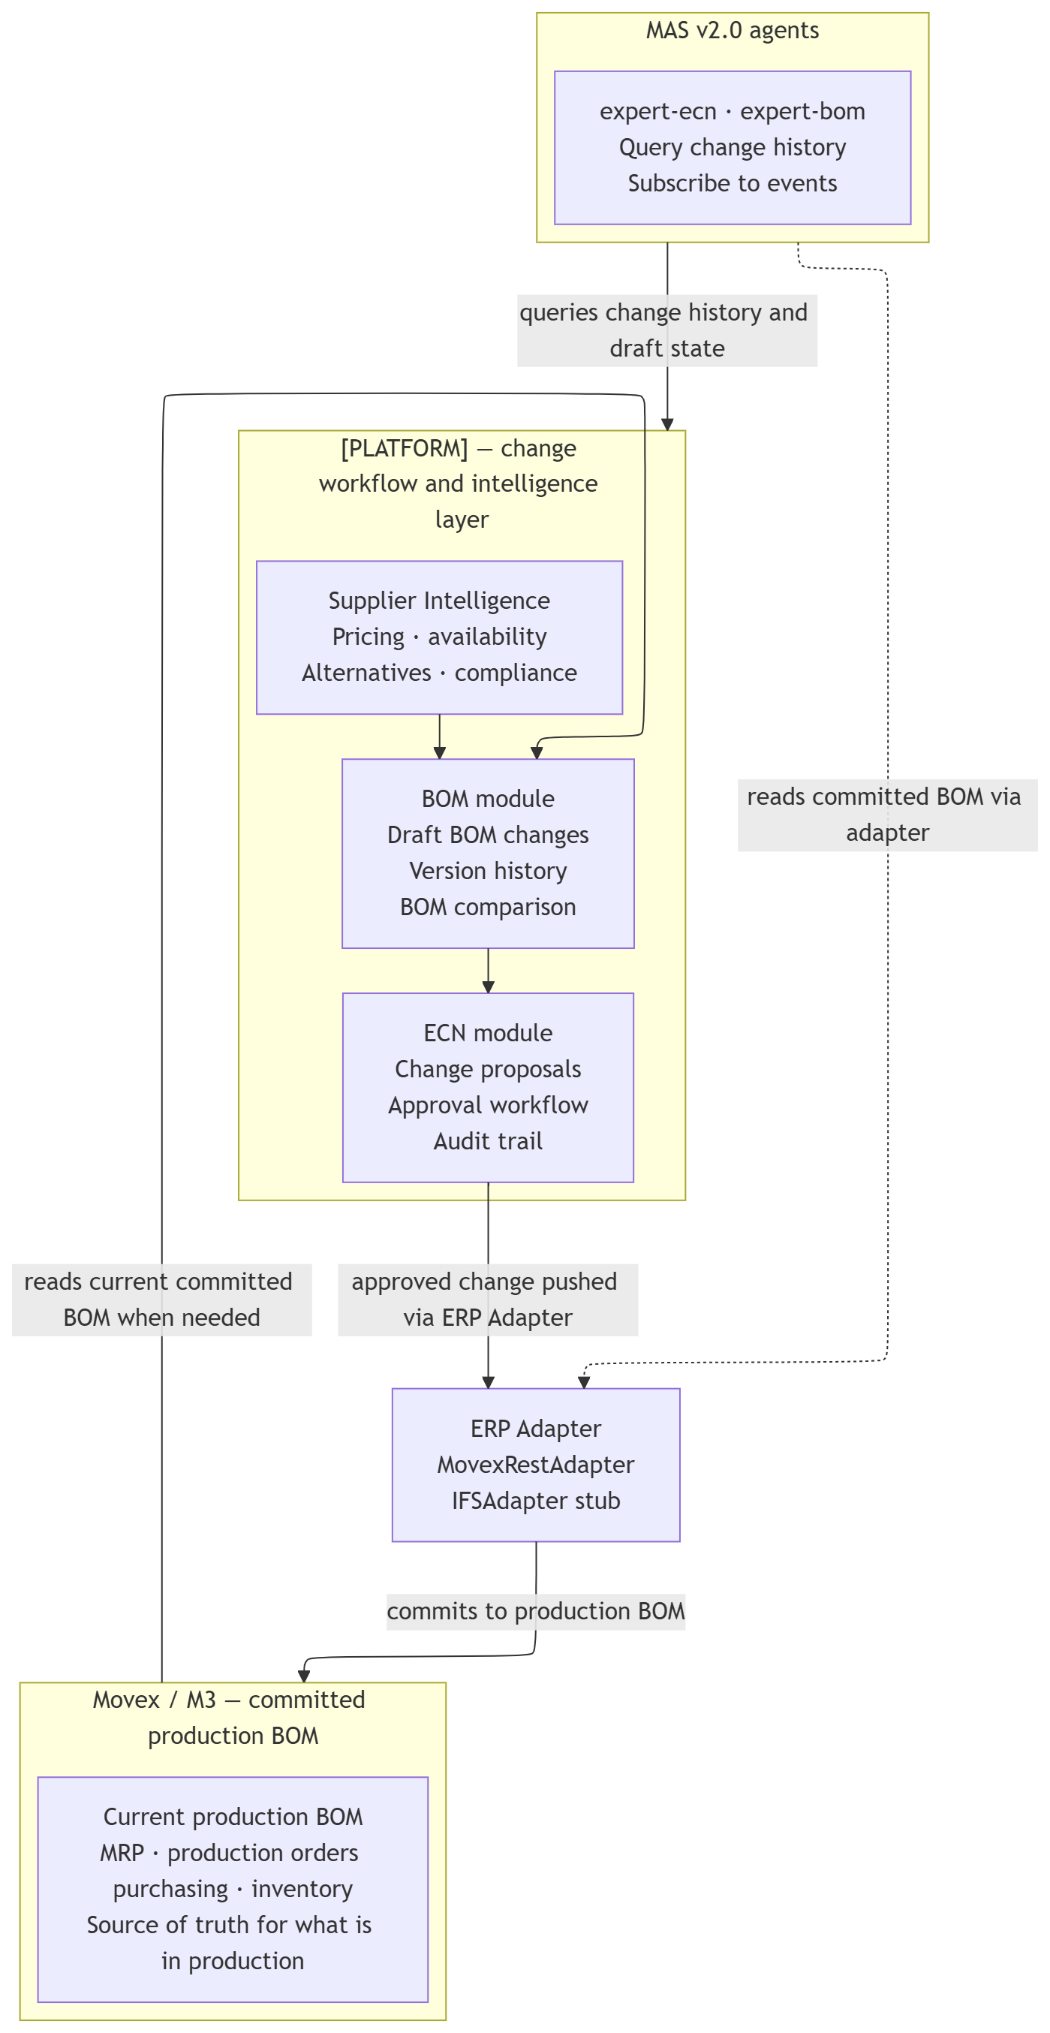 MAS v2.0 agents
expert-ecn · expert-bom
Query change history
Subscribe to events
queries change history and
draft state
[PLATFORM] — change
workflow and intelligence
layer
Supplier Intelligence
Pricing · availability
Alternatives · compliance
reads committed BOM via
adapter
BOM module
Draft BOM changes
Version history
BOM comparison
ECN module
Change proposals
Approval workflow
Audit trail
reads current committed
BOM when needed
approved change pushed
via ERP Adapter
ERP Adapter
MovexRestAdapter
IFSAdapter stub
commits to production BOM
Movex / M3 — committed
production BOM
Current production BOM
MRP · production orders
purchasing · inventory
Source of truth for what is
in production